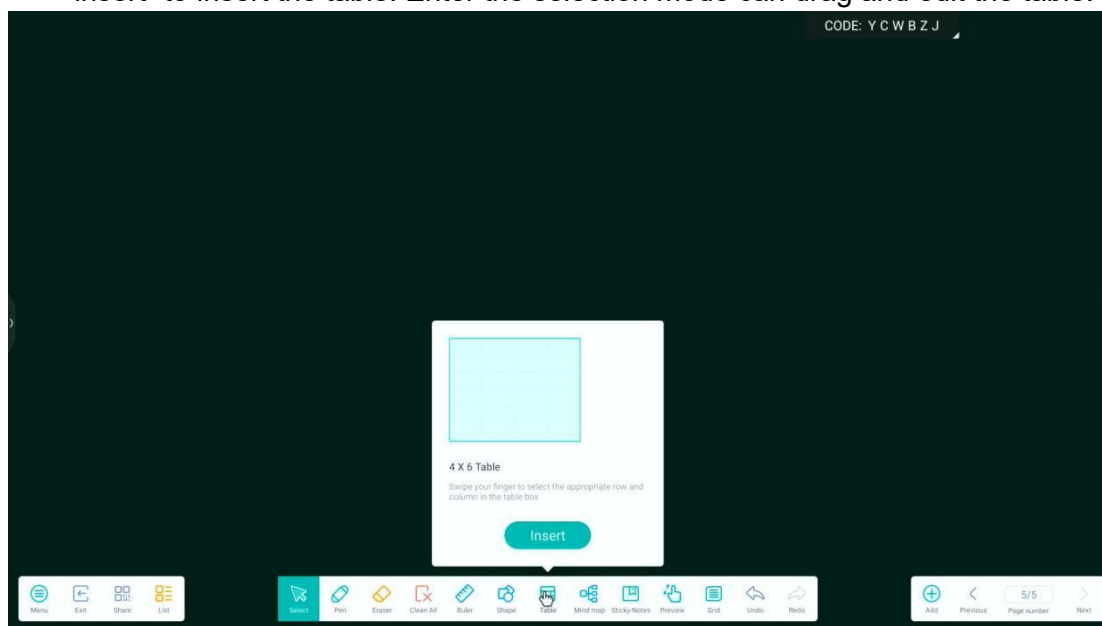 insert" to insert the table. Enter the selection mode can drag and edit the table.
CODE: Y C W B Z J
4 X 6 Table
Swipe your finger to select the appropriate row and
column in the table box
Insert
Menu Exit Share List Select Pen Eraser Clean All Ruler Shape Table Mind map Sticky-Notes Preview Grid Undo Redo Add Previous 5/5 Page number Next